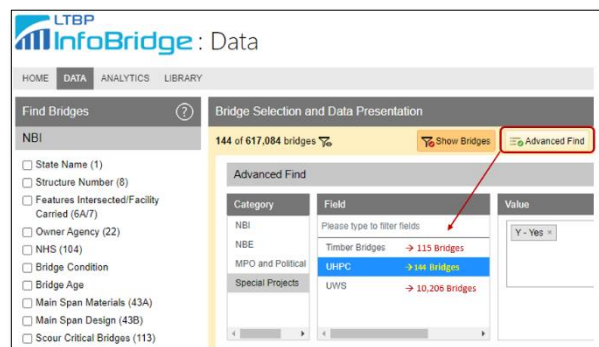 LTBP
InfoBridge : Data
HOME DATA ANALYTICS LIBRARY
Find Bridges ?
NBI
State Name (1)
Structure Number (8)
Features Intersected/Facility
Carried (6A/7)
Owner Agency (22)
NHS (104)
Bridge Condition
Bridge Age
Main Span Materials (43A)
Main Span Design (43B)
Scour Critical Bridges (113)
Bridge Selection and Data Presentation
144 of 617,084 bridges Show Bridges Advanced Find
Advanced Find
Category Field Value
NBI Please type to filter fields Y - Yes ×
NBE Timber Bridges → 115 Bridges
MPO and Political UHPC → 144 Bridges
Special Projects UWS → 10,206 Bridges